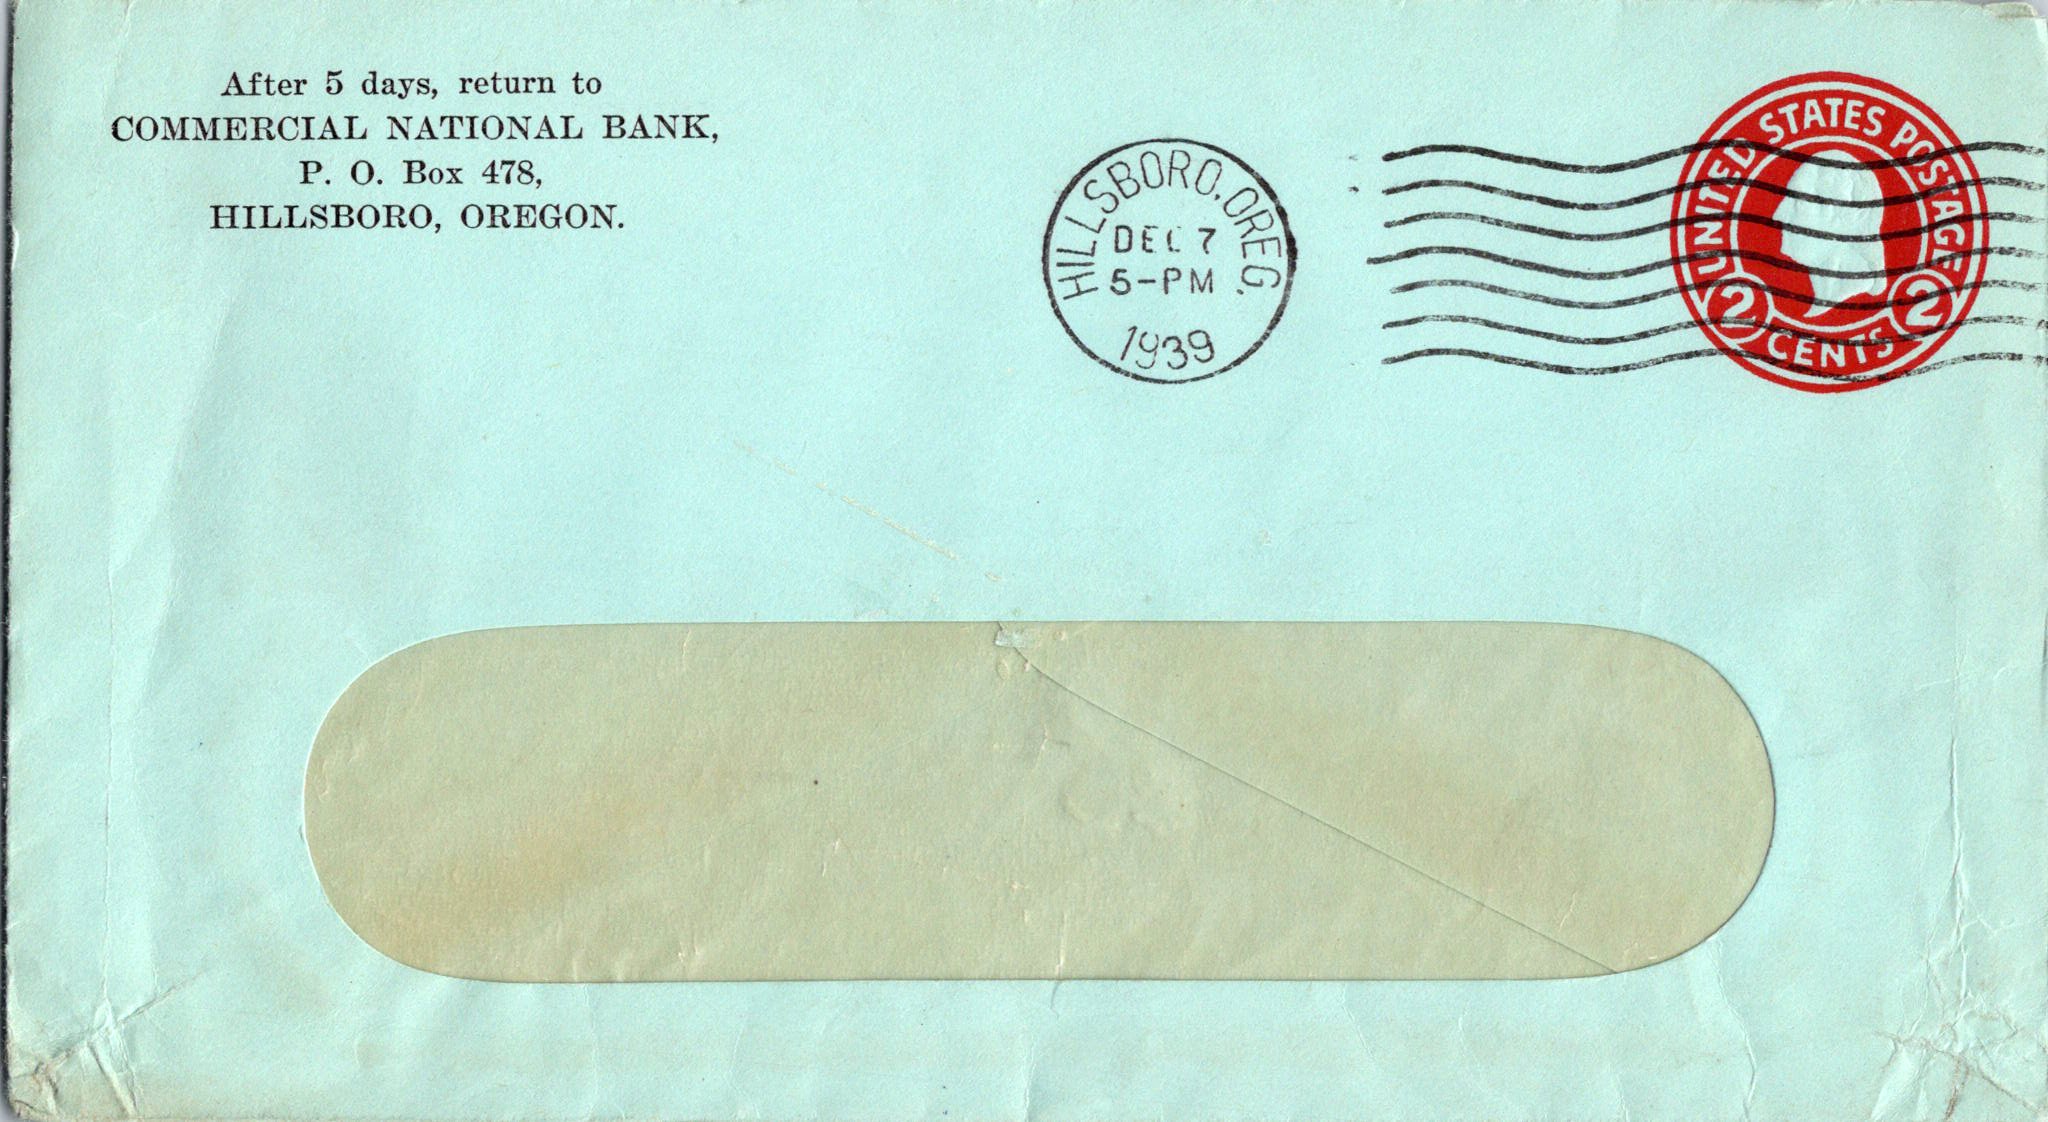 After 5 days, return to
COMMERCIAL NATIONAL BANK,
P. O. Box 478,
HILLSBORO, OREGON.
HILLSBORO, OREG.
DEC 7
5-PM
1939
UNITED STATES POSTAGE
2 CENTS 2